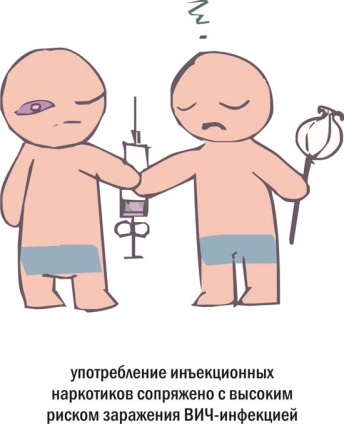 употребление инъекционных
наркотиков сопряжено с высоким
риском заражения ВИЧ-инфекцией